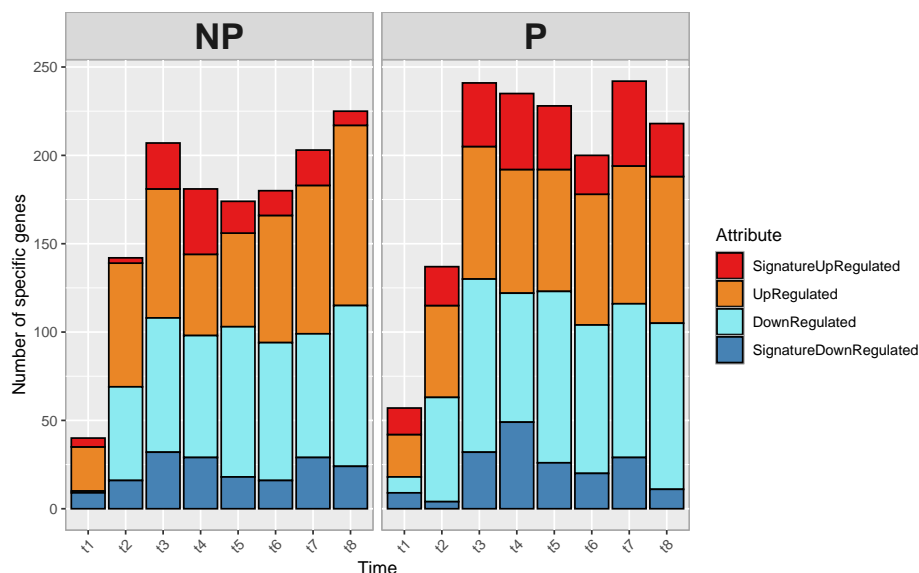 NP
P
Number of specific genes
250
200
150
100
50
0
t1 t2 t3 t4 t5 t6 t7 t8
t1 t2 t3 t4 t5 t6 t7 t8
Time
Attribute
SignatureUpRegulated
UpRegulated
DownRegulated
SignatureDownRegulated